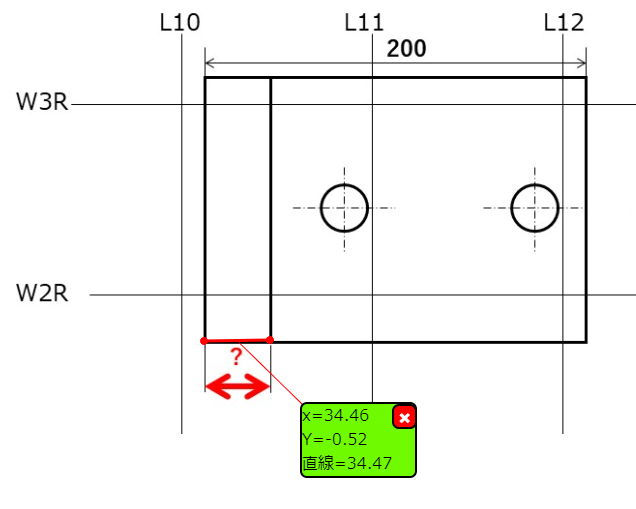 L10 L11 L12
200
W3R
W2R
?
x=34.46
Y=-0.52
直線=34.47